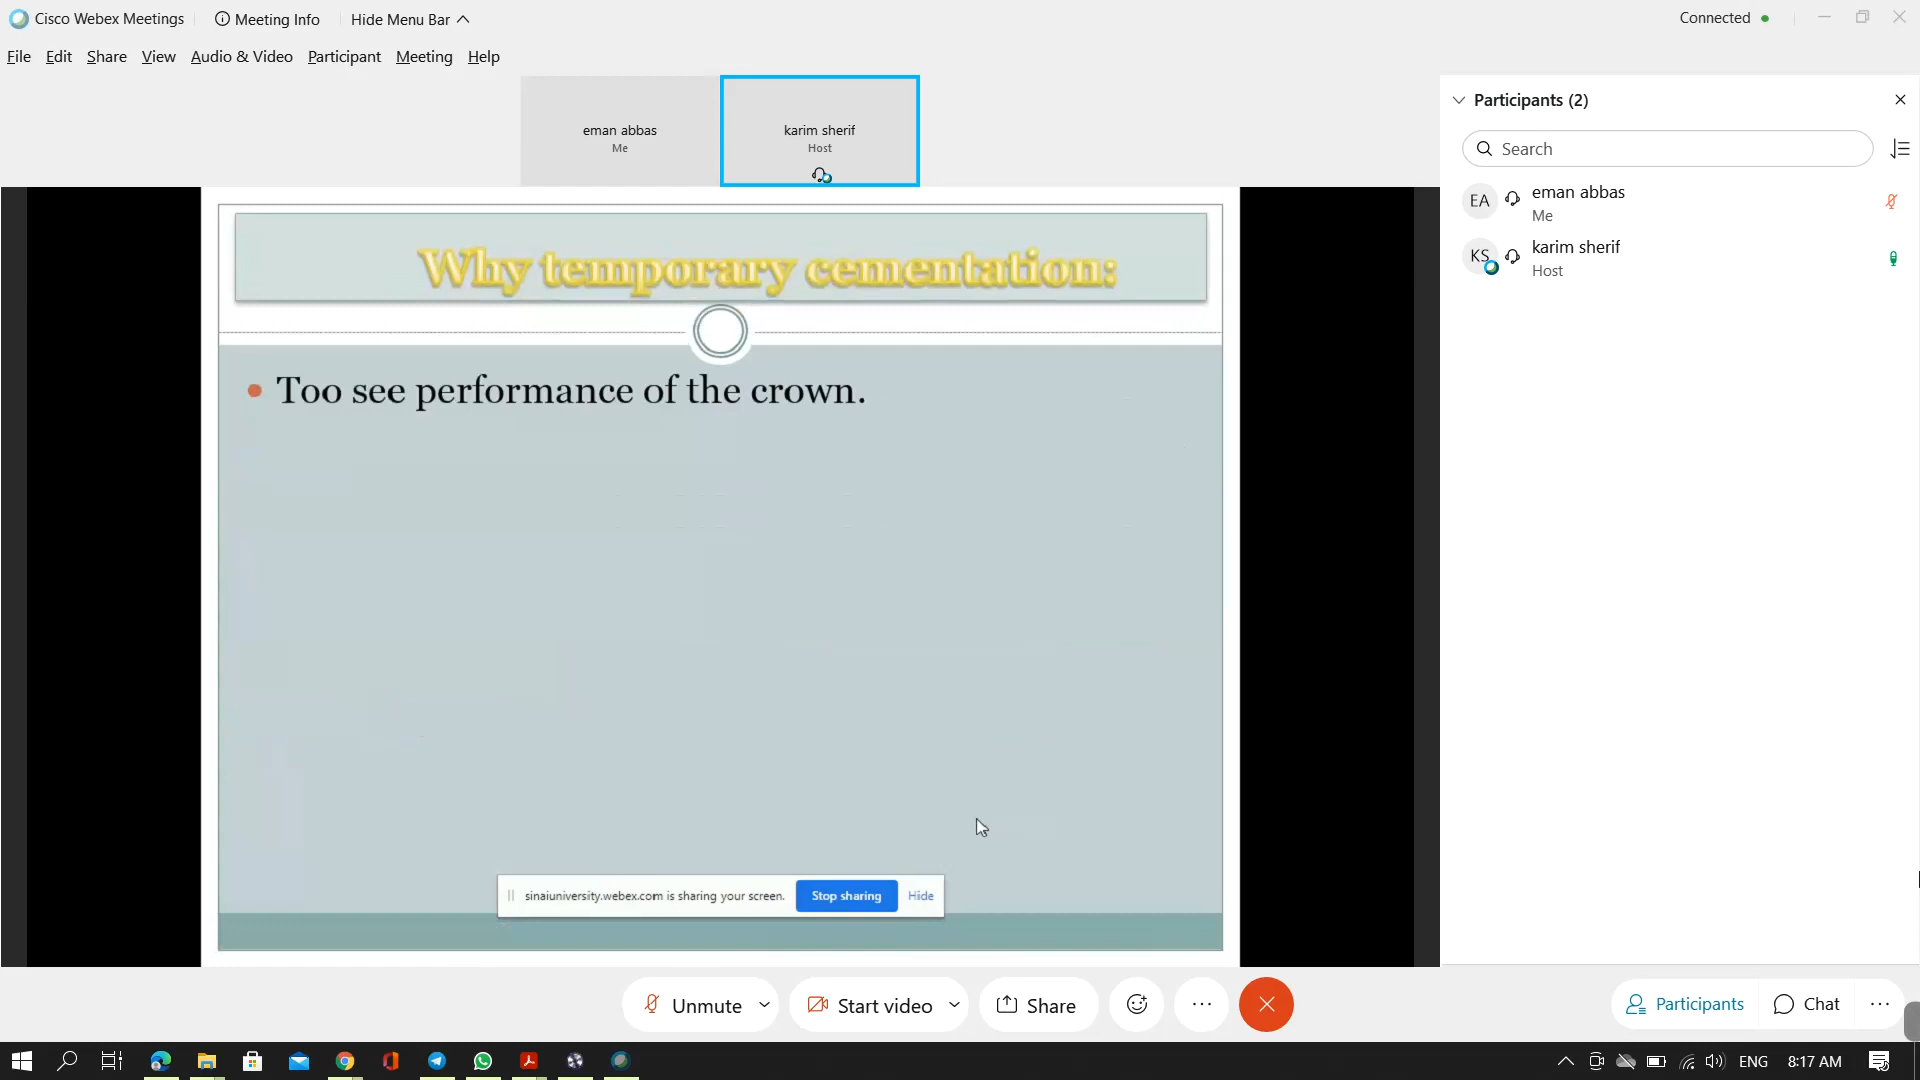 Cisco Webex Meetings
Meeting Info
Hide Menu Bar
Connected
File Edit Share View Audio & Video Participant Meeting Help
eman abbas
Me
karim sherif
Host
Participants (2)
Search
EA
eman abbas
Me
KS
karim sherif
Host
Why temporary cementation:
Too see performance of the crown.
sinaiuniversity.webex.com is sharing your screen. Stop sharing Hide
Unmute
Start video
Share
Participants
Chat
ENG
8:17 AM